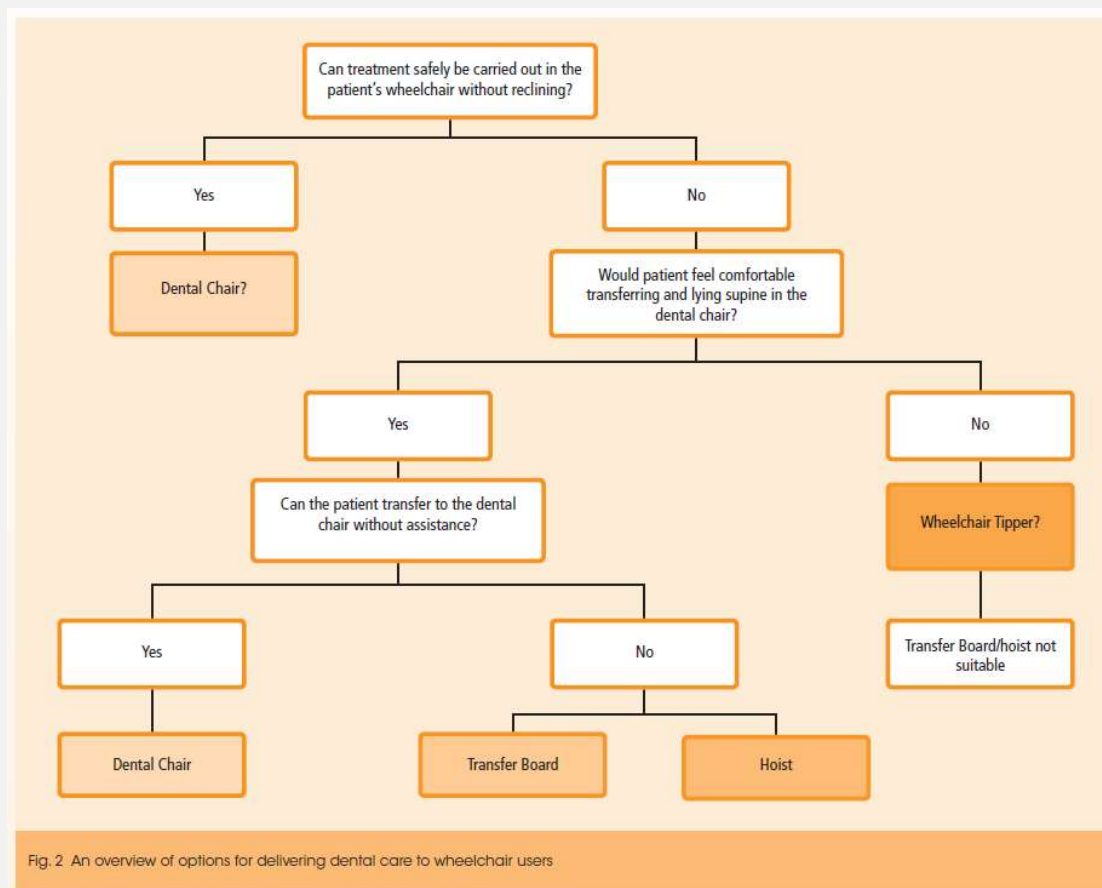 Can treatment safely be carried out in the
patient's wheelchair without reclining?
Yes
No
Dental Chair?
Would patient feel comfortable
transferring and lying supine in the
dental chair?
Yes
No
Can the patient transfer to the dental
chair without assistance?
Wheelchair Tipper?
Yes
No
Transfer Board/hoist not
suitable
Dental Chair
Transfer Board
Hoist
Fig. 2 An overview of options for delivering dental care to wheelchair users